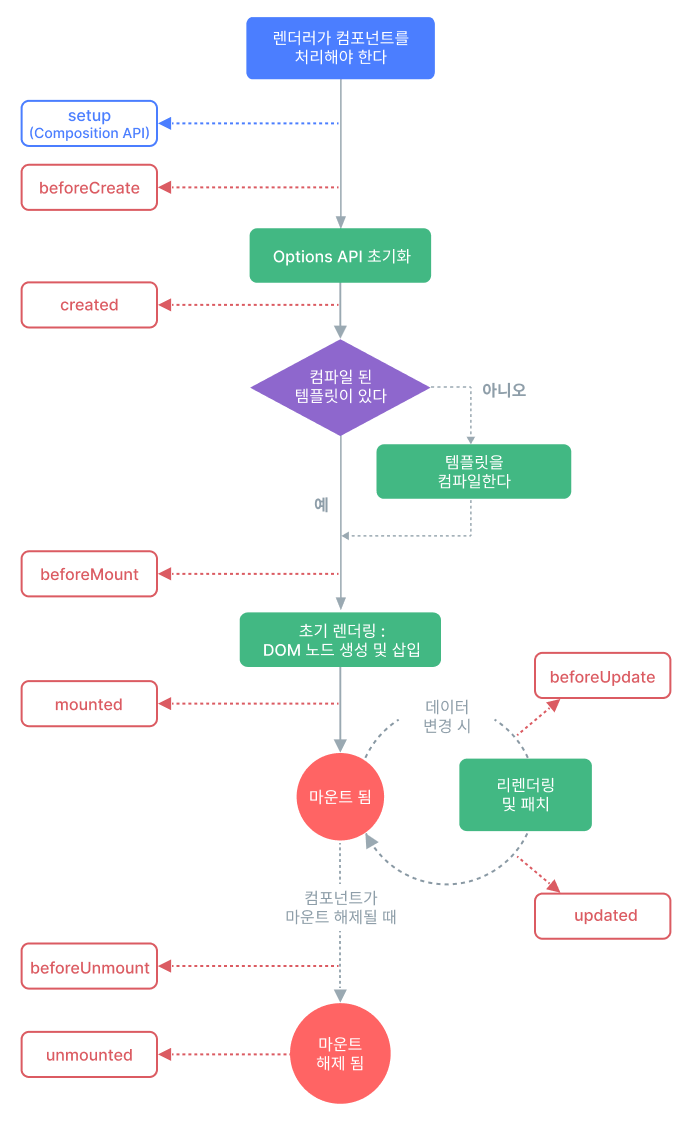 렌더러가 컴포넌트를
처리해야 한다
setup
(Composition API)
beforeCreate
Options API 초기화
created
컴파일 된
템플릿이 있다
아니오
템플릿을
컴파일한다
예
beforeMount
초기 렌더링 :
DOM 노드 생성 및 삽입
beforeUpdate
mounted
데이터
변경 시
마운트 됨
리렌더링
및 패치
컴포넌트가
마운트 해제될 때
updated
beforeUnmount
마운트
해제 됨
unmounted